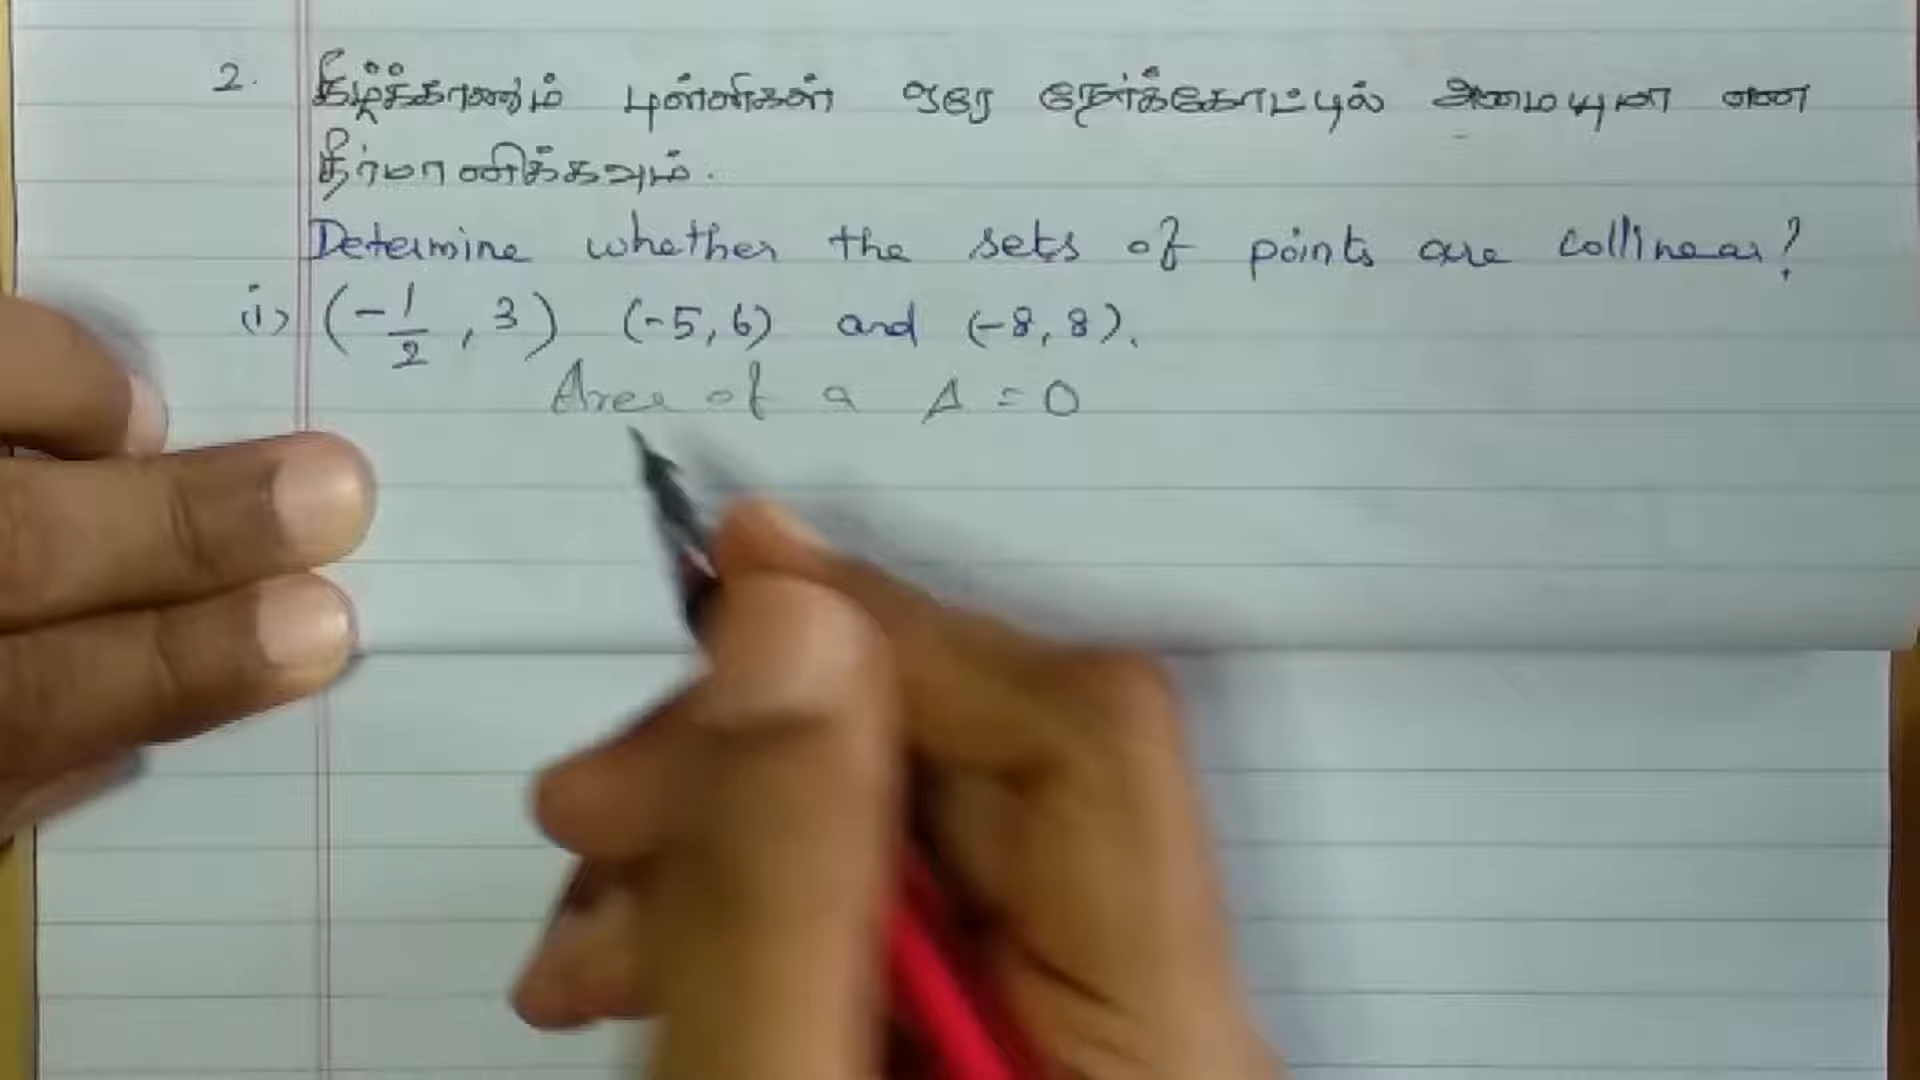 2. கீழ்க்காணும் புள்ளிகள் ஒரே நேர்க்கோட்டில் அமையுமா என
தீர்மானிக்கவும்.
Determine whether the sets of points are collinear?
(i) (-1/2, 3) (-5, 6) and (-8, 8).
Area of a Δ = 0